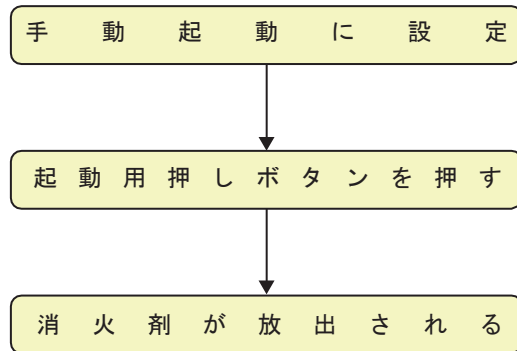 手動起動に設定
起動用押しボタンを押す
消火剤が放出される